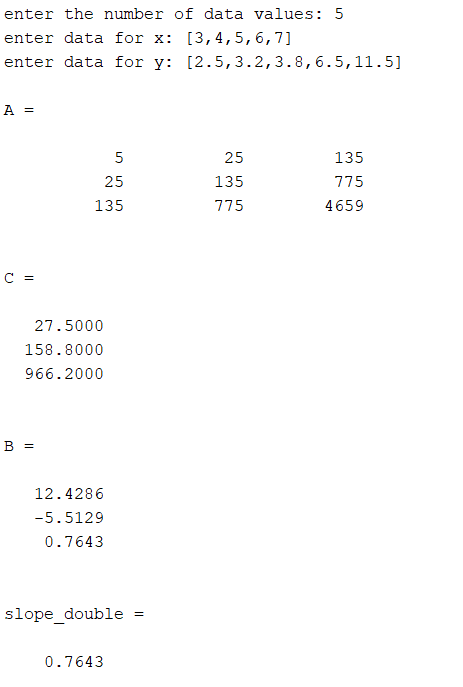 enter the number of data values: 5
enter data for x: [3,4,5,6,7]
enter data for y: [2.5,3.2,3.8,6.5,11.5]
A =
5 25 135
25 135 775
135 775 4659
C =
27.5000
158.8000
966.2000
B =
12.4286
-5.5129
0.7643
slope_double =
0.7643